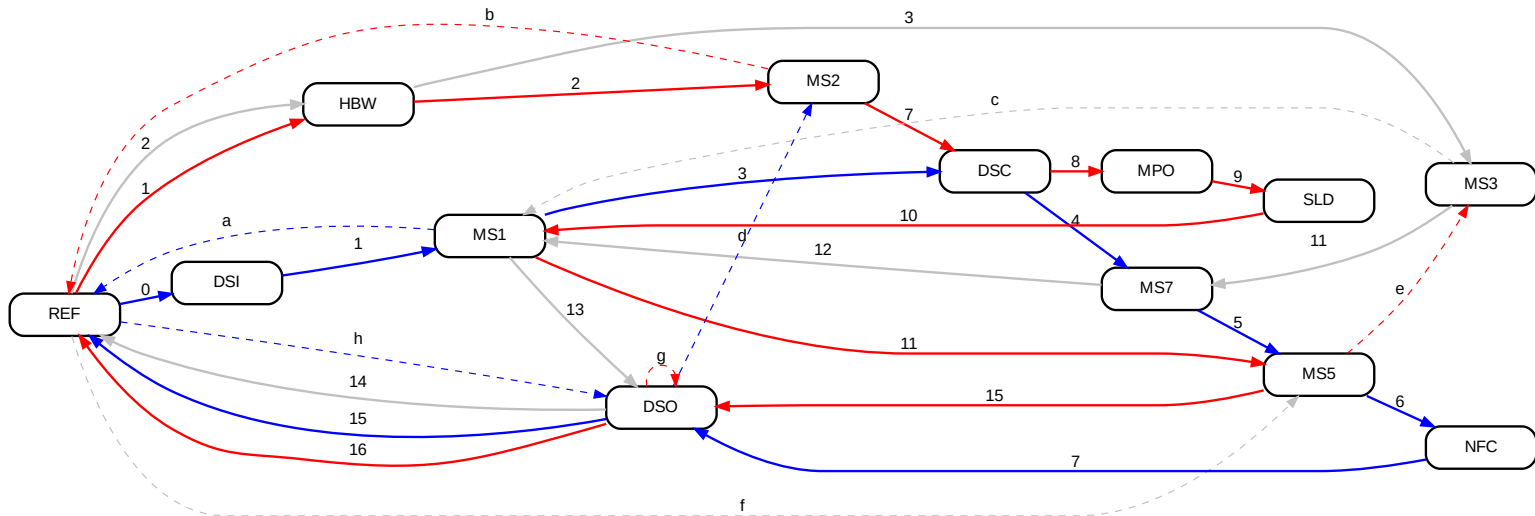 b
3
HBW
2
MS2
c
7
2
1
DSC
8
MPO
9
SLD
MS3
3
4
10
a
MS1
d
12
11
1
DSI
0
REF
MS7
e
5
13
h
11
g
14
DSO
15
MS5
6
15
16
7
NFC
f